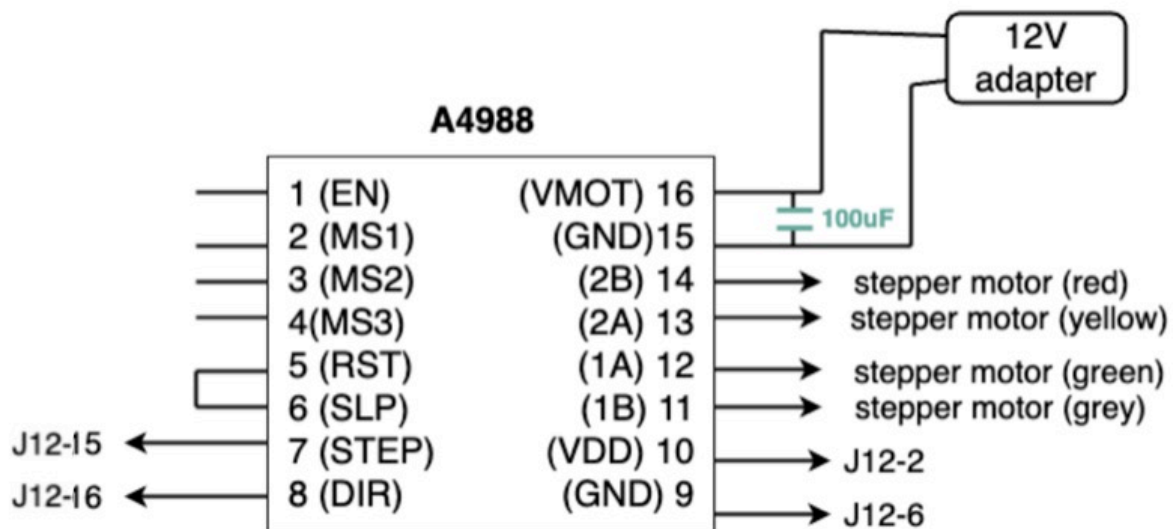 12V
adapter
A4988
1 (EN)
(VMOT) 16
100uF
2 (MS1)
(GND)15
3 (MS2)
(2B) 14
stepper motor (red)
4(MS3)
(2A) 13
stepper motor (yellow)
5 (RST)
(1A) 12
stepper motor (green)
6 (SLP)
(1B) 11
stepper motor (grey)
J12-15
7 (STEP)
(VDD) 10
J12-2
J12-16
8 (DIR)
(GND) 9
J12-6